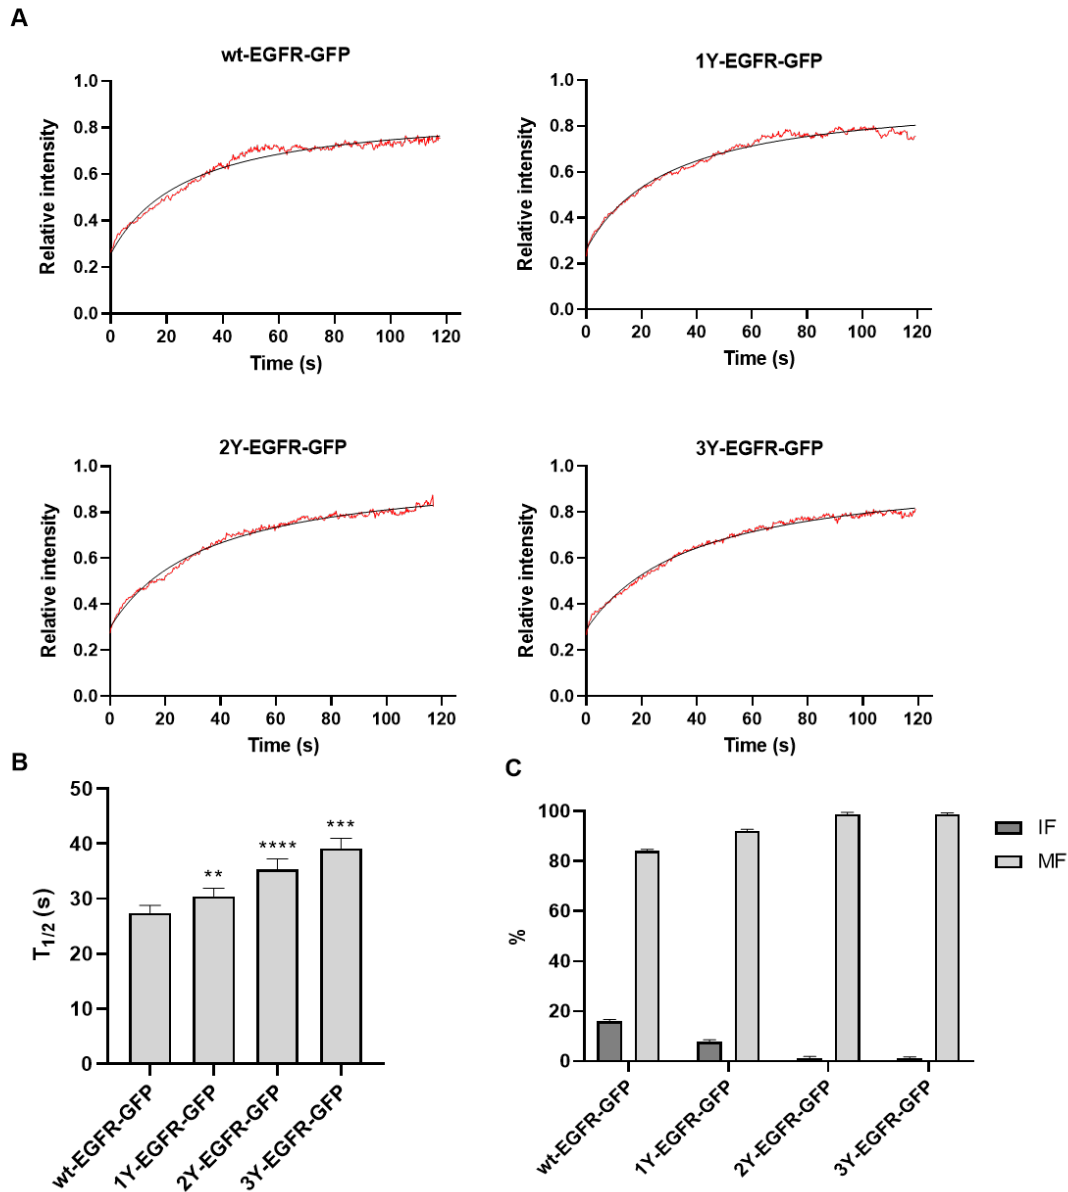 A
wt-EGFR-GFP
1.0
0.8
0.6
0.4
0.2
0.0
Relative intensity
0 20 40 60 80 100 120
Time (s)
1Y-EGFR-GFP
1.0
0.8
0.6
0.4
0.2
0.0
Relative intensity
0 20 40 60 80 100 120
Time (s)
2Y-EGFR-GFP
1.0
0.8
0.6
0.4
0.2
0.0
Relative intensity
0 20 40 60 80 100 120
Time (s)
3Y-EGFR-GFP
1.0
0.8
0.6
0.4
0.2
0.0
Relative intensity
0 20 40 60 80 100 120
Time (s)
B
50
40
30
20
10
0
T1/2 (s)
**
****
***
wt-EGFR-GFP
1Y-EGFR-GFP
2Y-EGFR-GFP
3Y-EGFR-GFP
C
100
80
60
40
20
0
%
IF
MF
wt-EGFR-GFP
1Y-EGFR-GFP
2Y-EGFR-GFP
3Y-EGFR-GFP